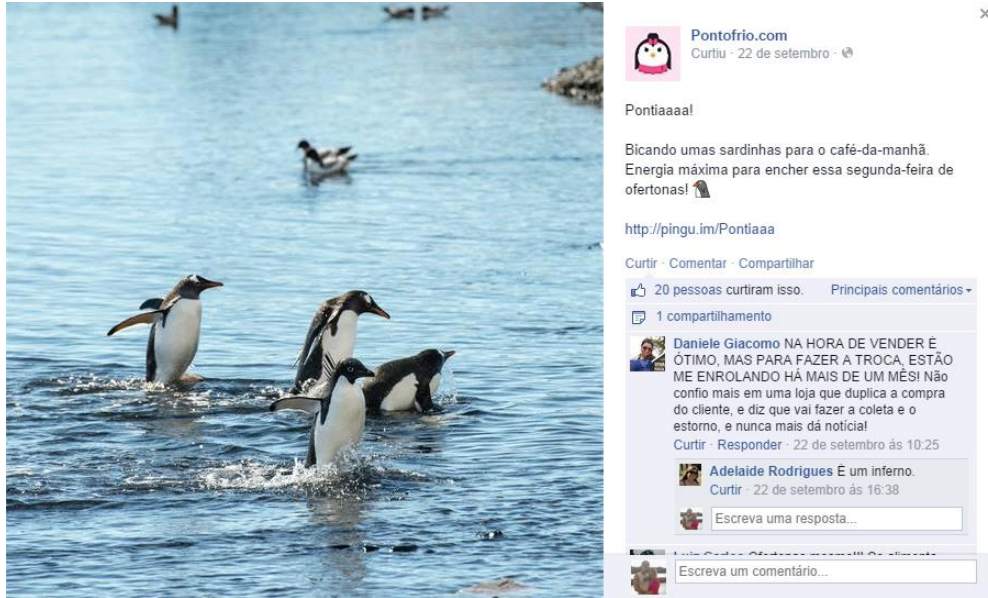 Pontofrio.com
Curtiu · 22 de setembro ·
Pontiaaaa!
Bicando umas sardinhas para o café-da-manhã.
Energia máxima para encher essa segunda-feira de
ofertonas!
http://pingu.im/Pontiaaa
Curtir · Comentar · Compartilhar
20 pessoas curtiram isso. Principais comentários
1 compartilhamento
Daniele Giacomo NA HORA DE VENDER É
ÓTIMO, MAS PARA FAZER A TROCA, ESTÃO
ME ENROLANDO HÁ MAIS DE UM MÊS! Não
confio mais em uma loja que duplica a compra
do cliente, e diz que vai fazer a coleta e o
estorno, e nunca mais dá notícia!
Curtir · Responder · 22 de setembro às 10:25
Adelaide Rodrigues É um inferno.
Curtir · 22 de setembro às 16:38
Escreva uma resposta...
Escreva um comentário...